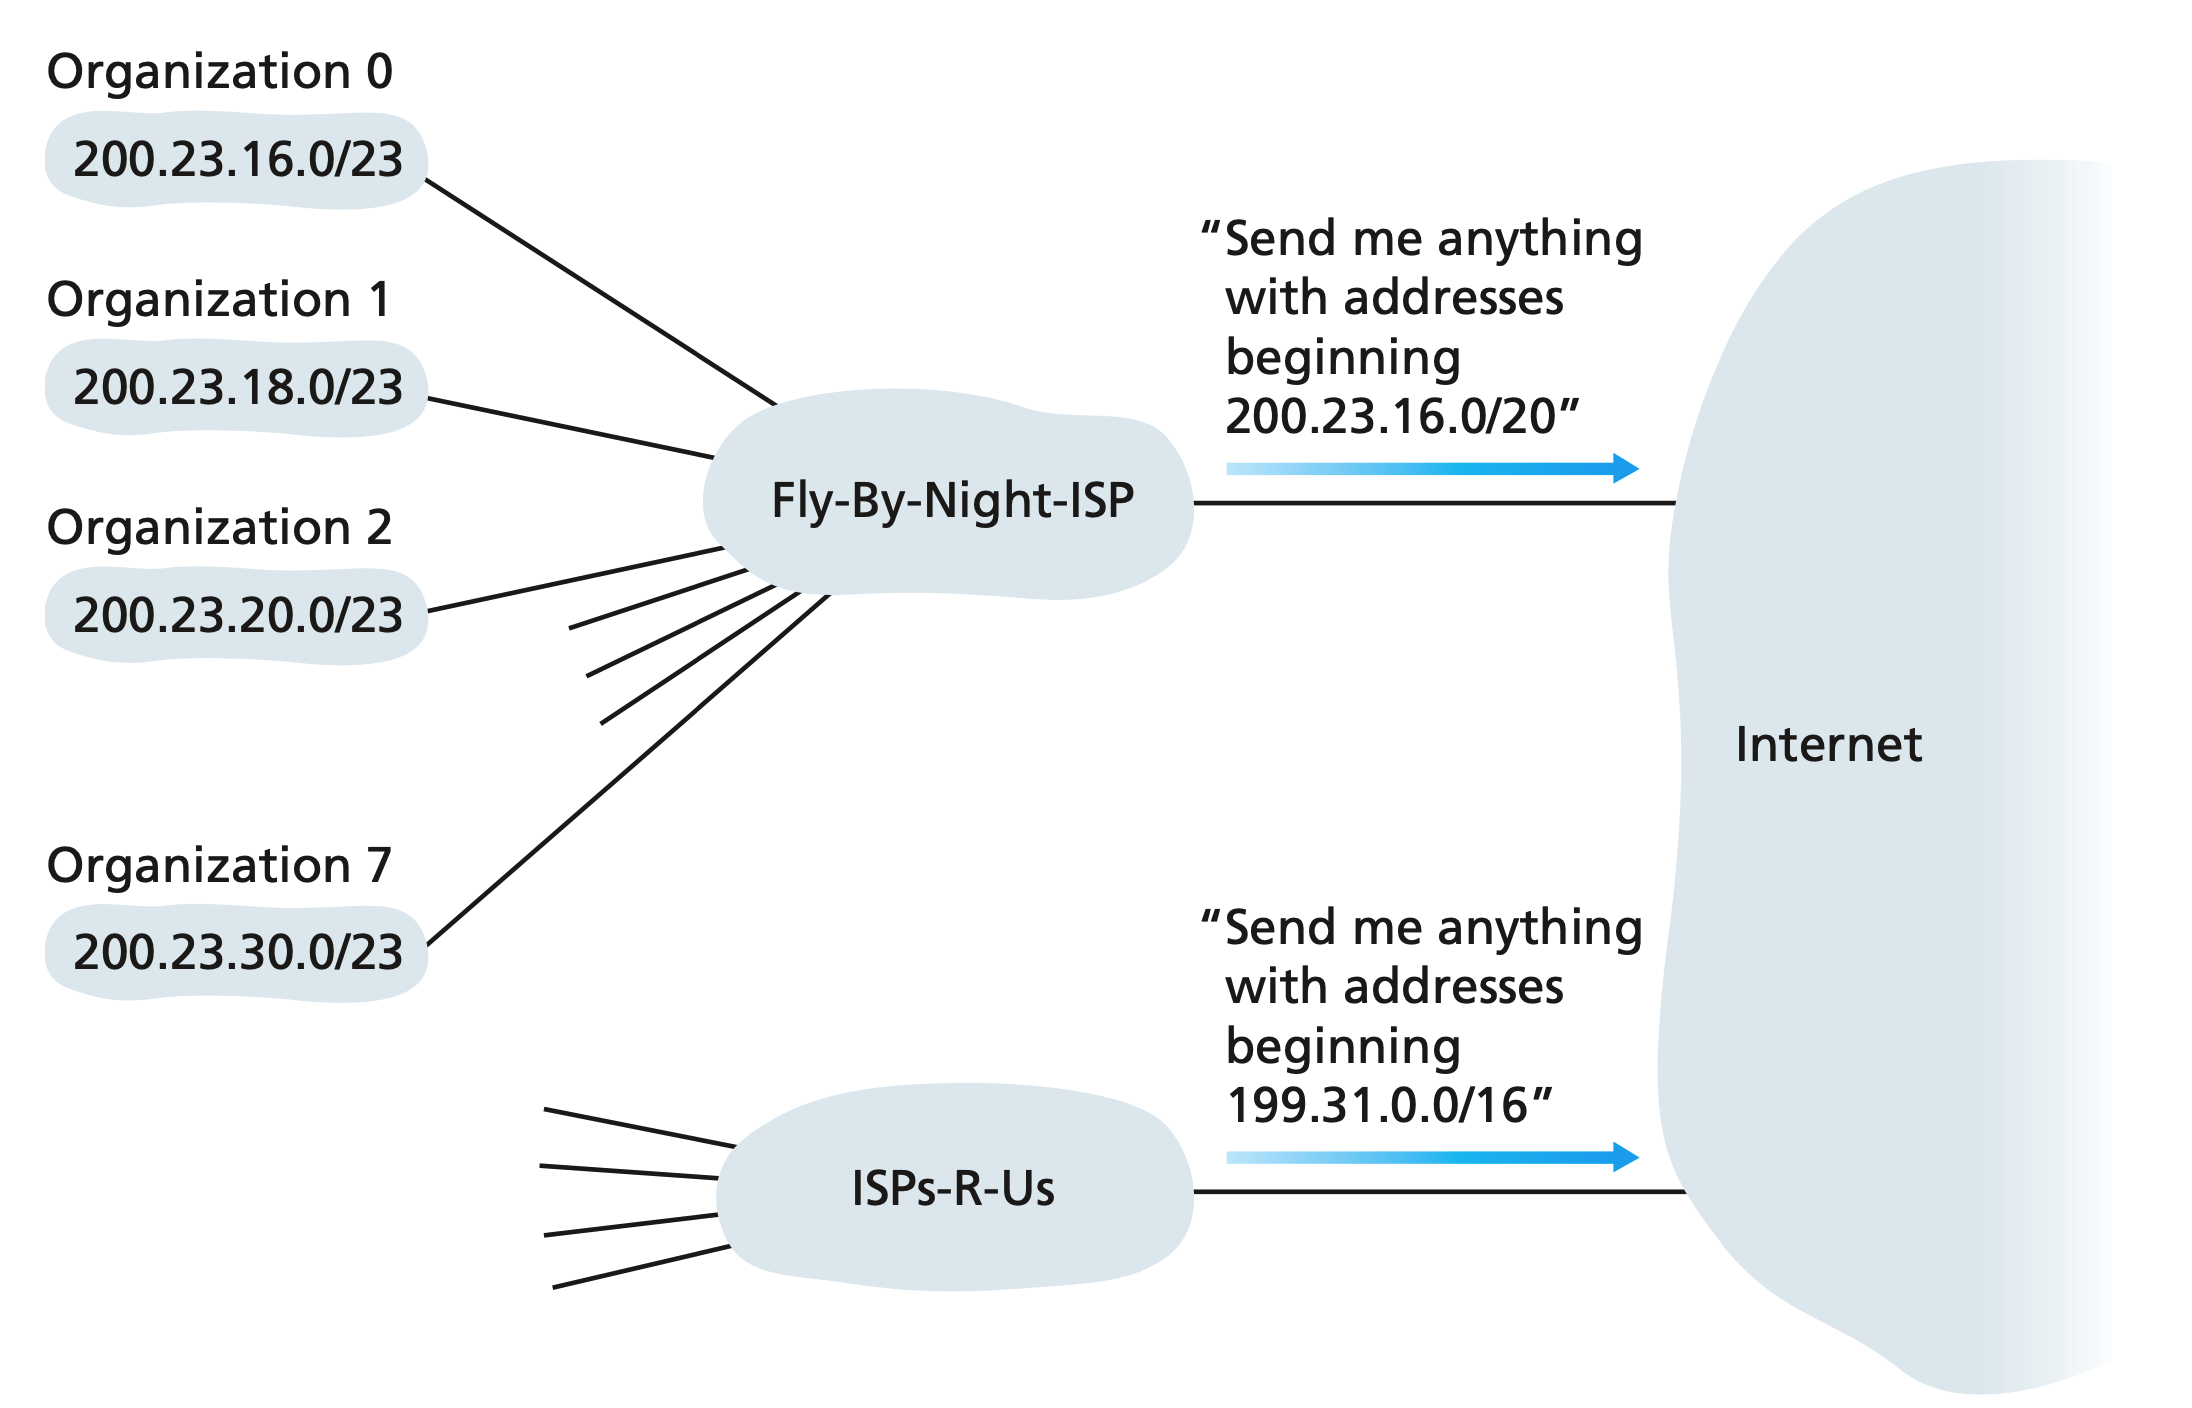 Organization 0
200.23.16.0/23
Organization 1
200.23.18.0/23
Organization 2
200.23.20.0/23
Organization 7
200.23.30.0/23
Fly-By-Night-ISP
“Send me anything
with addresses
beginning
200.23.16.0/20”
Internet
ISPs-R-Us
“Send me anything
with addresses
beginning
199.31.0.0/16”